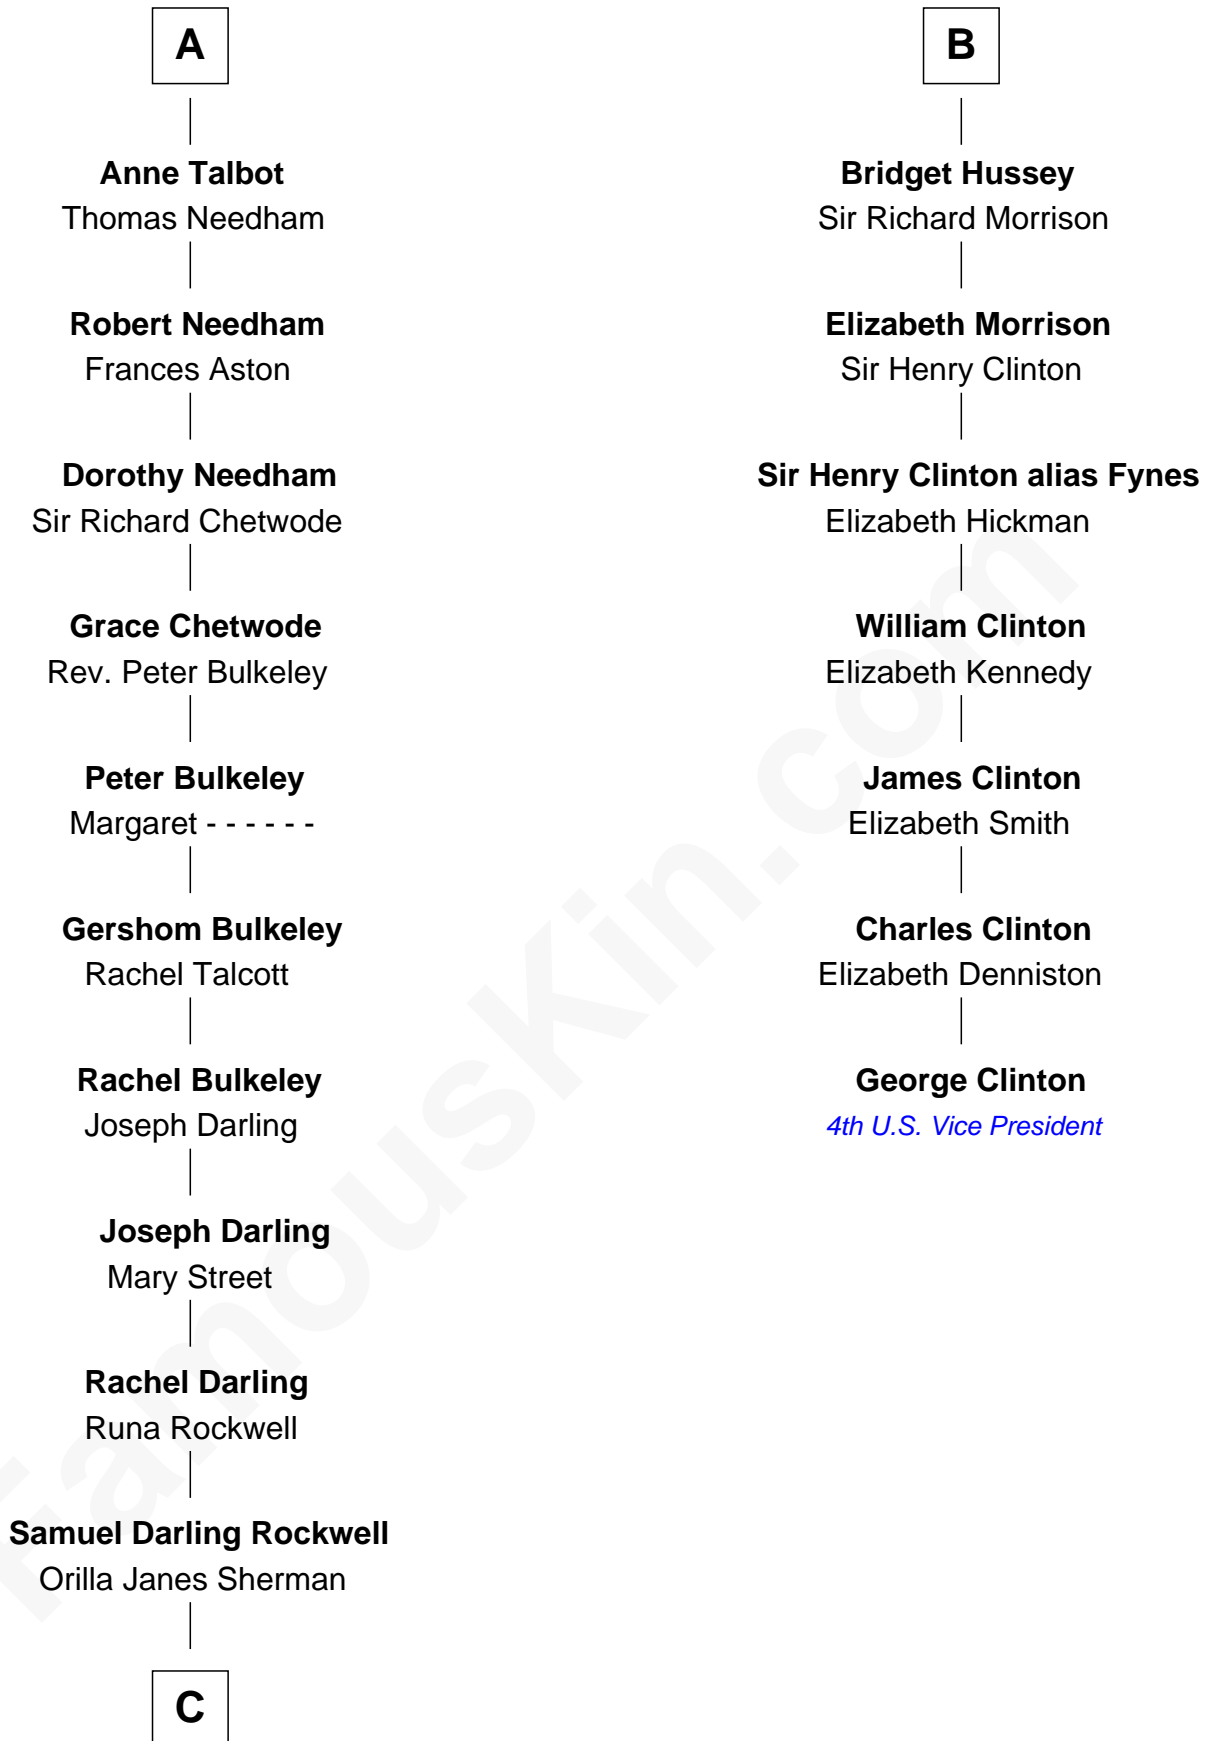 A
Anne Talbot
Thomas Needham
Robert Needham
Frances Aston
Dorothy Needham
Sir Richard Chetwode
Grace Chetwode
Rev. Peter Bulkeley
Peter Bulkeley
Margaret - - - - - -
Gershom Bulkeley
Rachel Talcott
Rachel Bulkeley
Joseph Darling
Joseph Darling
Mary Street
Rachel Darling
Runa Rockwell
Samuel Darling Rockwell
Orilla Janes Sherman
C
B
Bridget Hussey
Sir Richard Morrison
Elizabeth Morrison
Sir Henry Clinton
Sir Henry Clinton alias Fynes
Elizabeth Hickman
William Clinton
Elizabeth Kennedy
James Clinton
Elizabeth Smith
Charles Clinton
Elizabeth Denniston
George Clinton
4th U.S. Vice President
FamousKin.com